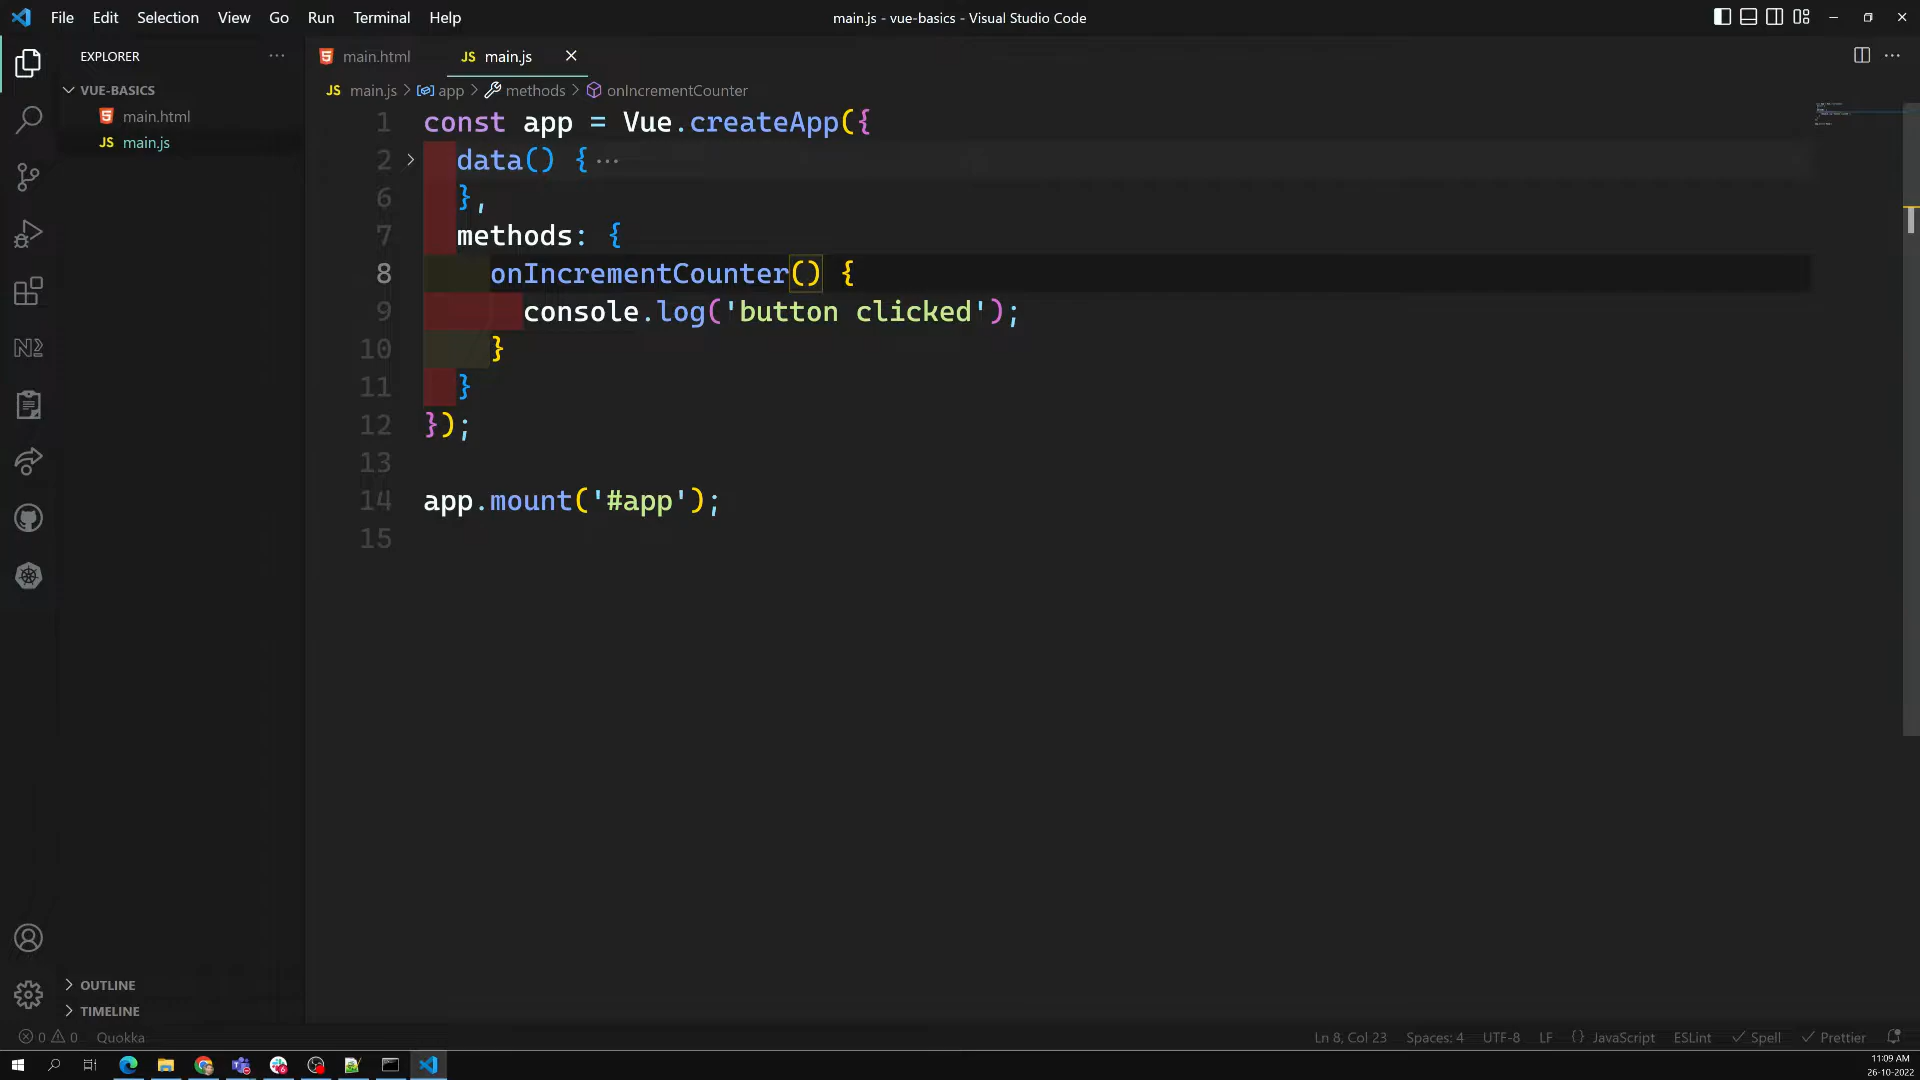 File Edit Selection View Go Run Terminal Help
main.js - vue-basics - Visual Studio Code
EXPLORER
VUE-BASICS
main.html
JS main.js
main.html
JS main.js
JS main.js > app > methods > onIncrementCounter
1 const app = Vue.createApp({
2 data() { ···
6 },
7 methods: {
8 onIncrementCounter() {
9 console.log('button clicked');
10 }
11 }
12 });
13
14 app.mount('#app');
15
OUTLINE
TIMELINE
0 0 Quokka
Ln 8, Col 23 Spaces: 4 UTF-8 LF {} JavaScript ESLint Spell Prettier
11:09 AM
26-10-2022